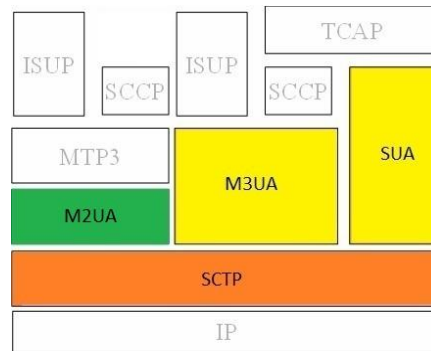 TCAP
ISUP
ISUP
SCCP
SCCP
MTP3
M3UA
SUA
M2UA
SCTP
IP